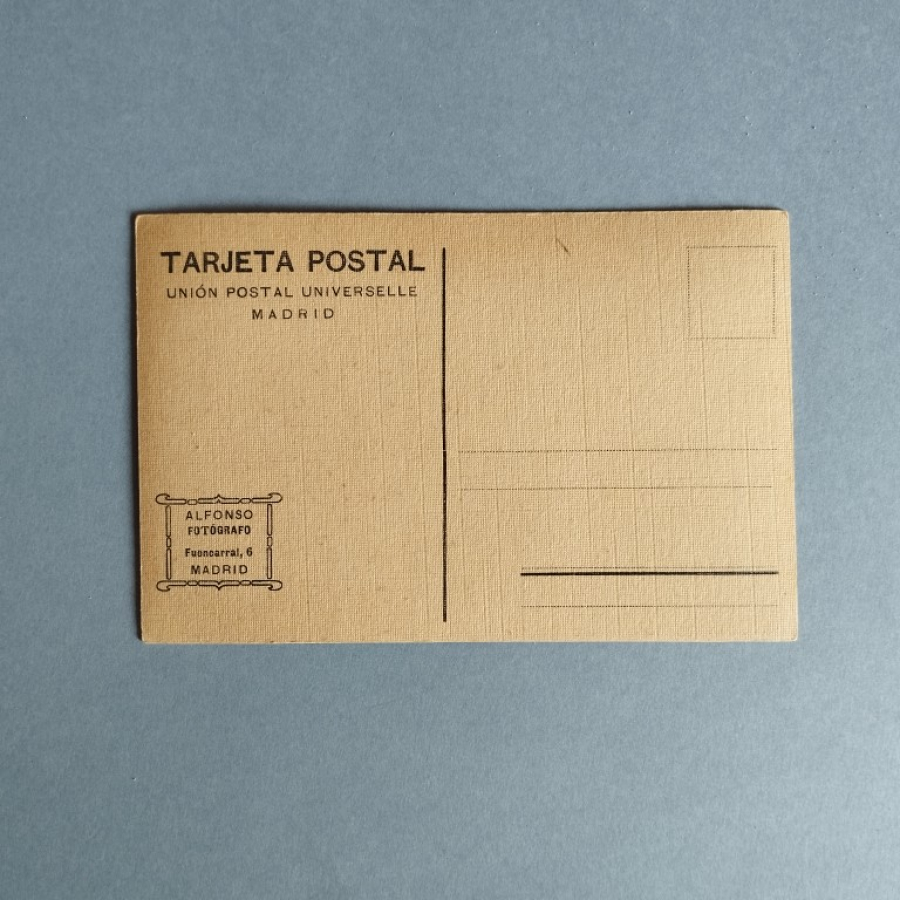 TARJETA POSTAL
UNIÓN POSTAL UNIVERSELLE
MADRID
ALFONSO
FOTÓGRAFO
Fuencarral, 6
MADRID